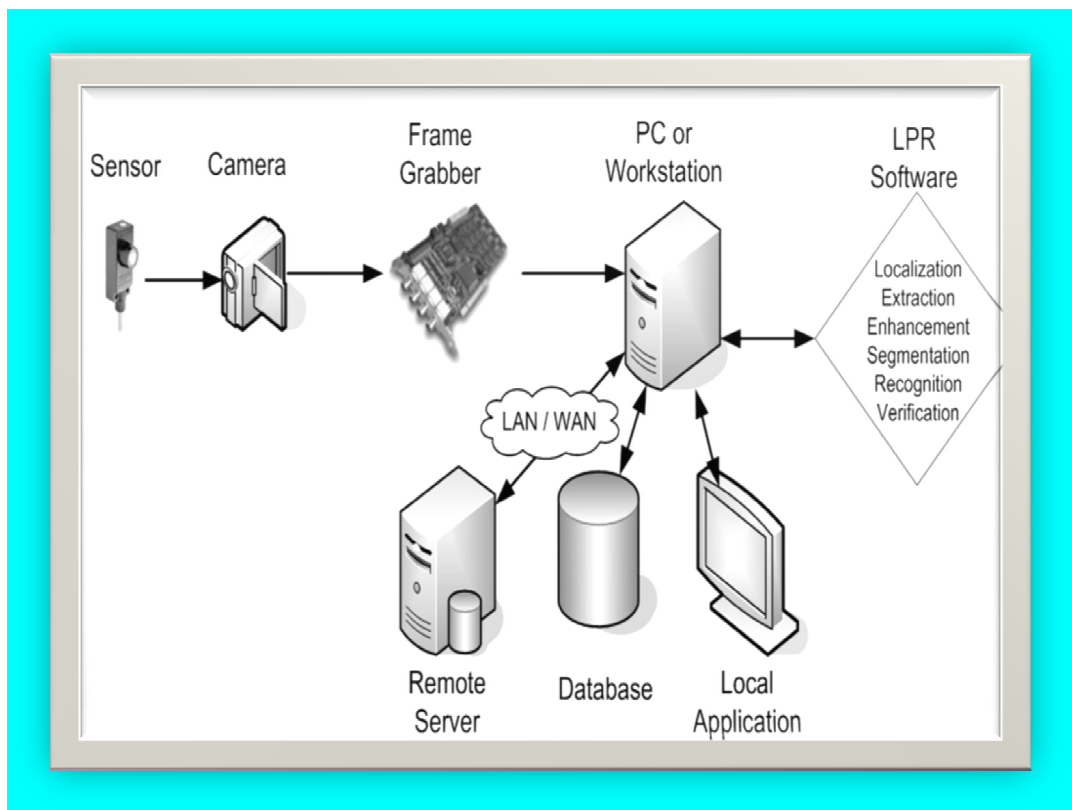 Sensor
Camera
Frame
Grabber
PC or
Workstation
LPR
Software
Localization
Extraction
Enhancement
Segmentation
Recognition
Verification
LAN / WAN
Remote
Server
Database
Local
Application